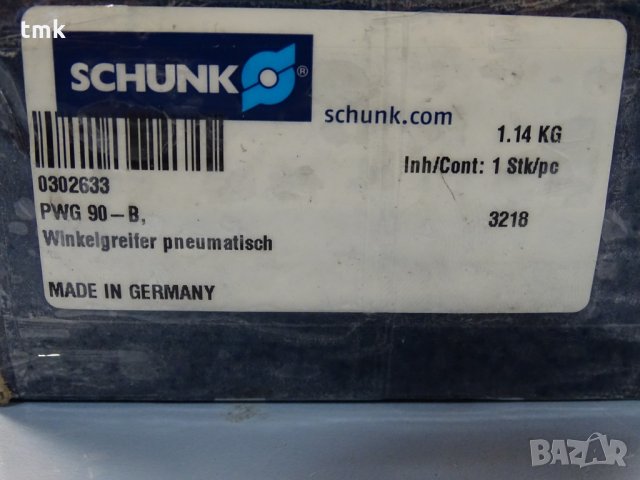 tmk
SCHUNK ®
schunk.com
1.14 KG
Inh/Cont: 1 Stk/pc
0302633
PWG 90-B,
3218
Winkelgreifer pneumatisch
MADE IN GERMANY
BAZAR